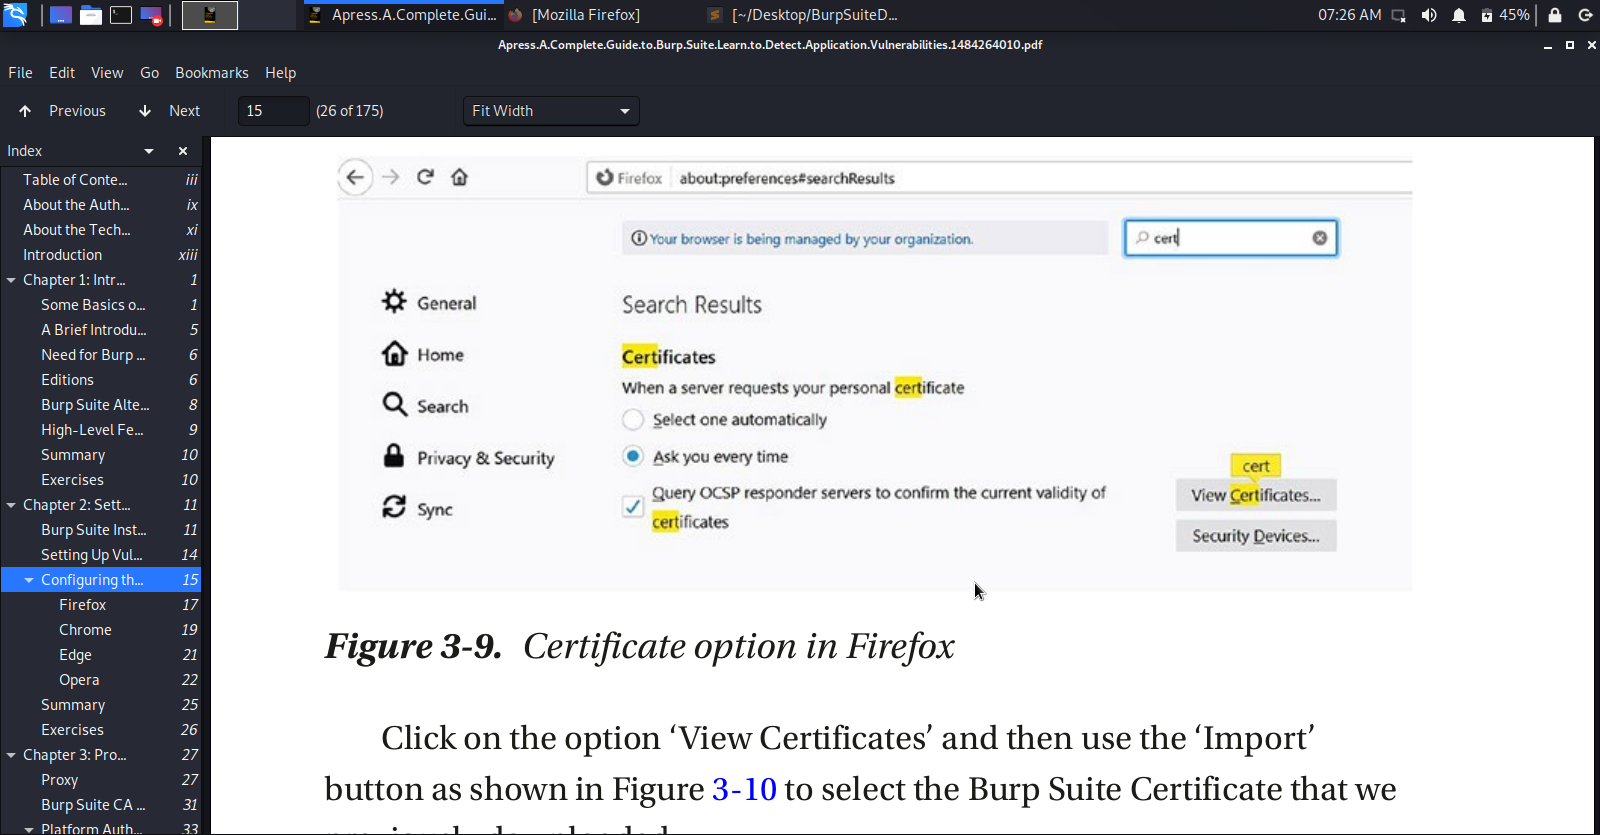 Apress.A.Complete.Gui...
[Mozilla Firefox]
[~/Desktop/BurpSuiteD...
07:26 AM
45%
Apress.A.Complete.Guide.to.Burp.Suite.Learn.to.Detect.Application.Vulnerabilities.1484264010.pdf
File Edit View Go Bookmarks Help
Previous Next 15 (26 of 175) Fit Width
Index
Table of Conte... iii
About the Auth... ix
About the Tech... xi
Introduction xiii
Chapter 1: Intr... 1
Some Basics o... 1
A Brief Introdu... 5
Need for Burp ... 6
Editions 6
Burp Suite Alte... 8
High-Level Fe... 9
Summary 10
Exercises 10
Chapter 2: Sett... 11
Burp Suite Inst... 11
Setting Up Vul... 14
Configuring th... 15
Firefox 17
Chrome 19
Edge 21
Opera 22
Summary 25
Exercises 26
Chapter 3: Pro... 27
Proxy 27
Burp Suite CA ... 31
Platform Auth... 33
Firefox about:preferences#searchResults
Your browser is being managed by your organization.
cert
General
Home
Search
Privacy & Security
Sync
Search Results
Certificates
When a server requests your personal certificate
Select one automatically
Ask you every time
Query OCSP responder servers to confirm the current validity of
certificates
cert
View Certificates...
Security Devices...
Figure 3-9. Certificate option in Firefox
Click on the option ‘View Certificates’ and then use the ‘Import’
button as shown in Figure 3-10 to select the Burp Suite Certificate that we